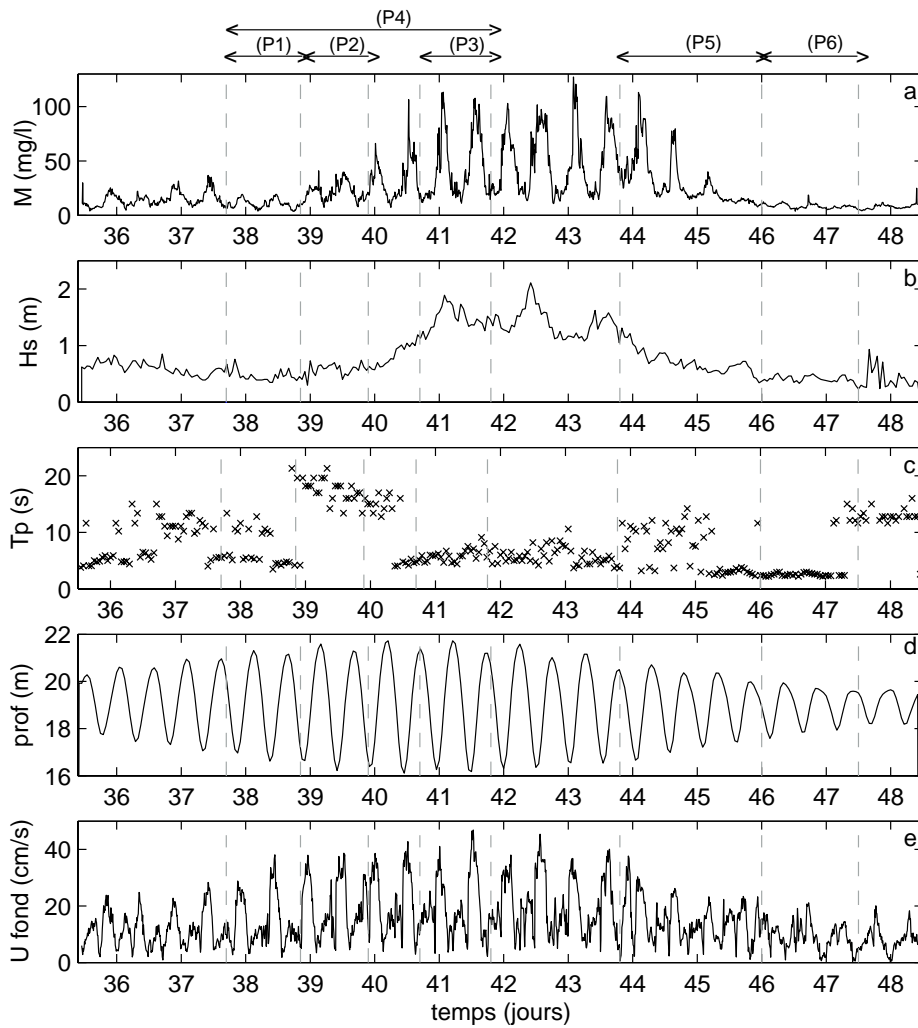 (P4)
(P1) (P2) (P3) (P5) (P6)
a
M (mg/l)
100
50
0
36 37 38 39 40 41 42 43 44 45 46 47 48
b
Hs (m)
2
1
0
36 37 38 39 40 41 42 43 44 45 46 47 48
c
Tp (s)
20
10
0
36 37 38 39 40 41 42 43 44 45 46 47 48
d
prof (m)
22
20
18
16
36 37 38 39 40 41 42 43 44 45 46 47 48
e
U fond (cm/s)
40
20
0
36 37 38 39 40 41 42 43 44 45 46 47 48
temps (jours)